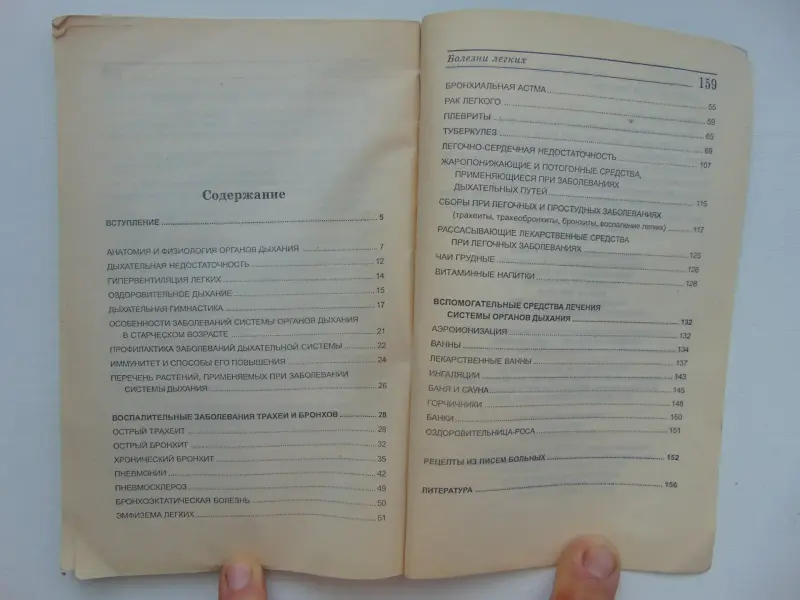 Содержание
ВСТУПЛЕНИЕ 5
АНАТОМИЯ И ФИЗИОЛОГИЯ ОРГАНОВ ДЫХАНИЯ 7
ДЫХАТЕЛЬНАЯ НЕДОСТАТОЧНОСТЬ 12
ГИПЕРВЕНТИЛЯЦИЯ ЛЕГКИХ 14
ОЗДОРОВИТЕЛЬНОЕ ДЫХАНИЕ 15
ДЫХАТЕЛЬНАЯ ГИМНАСТИКА 17
ОСОБЕННОСТИ ЗАБОЛЕВАНИЙ СИСТЕМЫ ОРГАНОВ ДЫХАНИЯ
В СТАРЧЕСКОМ ВОЗРАСТЕ 21
ПРОФИЛАКТИКА ЗАБОЛЕВАНИЙ ДЫХАТЕЛЬНОЙ СИСТЕМЫ 22
ИММУНИТЕТ И СПОСОБЫ ЕГО ПОВЫШЕНИЯ 24
ПЕРЕЧЕНЬ РАСТЕНИЙ, ПРИМЕНЯЕМЫХ ПРИ ЗАБОЛЕВАНИИ
СИСТЕМЫ ДЫХАНИЯ 26
ВОСПАЛИТЕЛЬНЫЕ ЗАБОЛЕВАНИЯ ТРАХЕИ И БРОНХОВ 28
ОСТРЫЙ ТРАХЕИТ 28
ОСТРЫЙ БРОНХИТ 32
ХРОНИЧЕСКИЙ БРОНХИТ 35
ПНЕВМОНИИ 42
ПНЕВМОСКЛЕРОЗ 49
БРОНХОЭКТАТИЧЕСКАЯ БОЛЕЗНЬ 50
ЭМФИЗЕМА ЛЕГКИХ 51
Болезни легких 159
БРОНХИАЛЬНАЯ АСТМА 55
РАК ЛЕГКОГО 59
ПЛЕВРИТЫ 65
ТУБЕРКУЛЕЗ 69
ЛЕГОЧНО-СЕРДЕЧНАЯ НЕДОСТАТОЧНОСТЬ 107
ЖАРОПОНИЖАЮЩИЕ И ПОТОГОННЫЕ СРЕДСТВА,
ПРИМЕНЯЮЩИЕСЯ ПРИ ЗАБОЛЕВАНИЯХ
ДЫХАТЕЛЬНЫХ ПУТЕЙ 115
СБОРЫ ПРИ ЛЕГОЧНЫХ И ПРОСТУДНЫХ ЗАБОЛЕВАНИЯХ
(трахеиты, трахеобронхиты, бронхиты, воспаление легких) 117
РАССАСЫВАЮЩИЕ ЛЕКАРСТВЕННЫЕ СРЕДСТВА
ПРИ ЛЕГОЧНЫХ ЗАБОЛЕВАНИЯХ 125
ЧАИ ГРУДНЫЕ 126
ВИТАМИННЫЕ НАПИТКИ 128
ВСПОМОГАТЕЛЬНЫЕ СРЕДСТВА ЛЕЧЕНИЯ
СИСТЕМЫ ОРГАНОВ ДЫХАНИЯ 132
АЭРОИОНИЗАЦИЯ 132
ВАННЫ 134
ЛЕКАРСТВЕННЫЕ ВАННЫ 137
ИНГАЛЯЦИИ 143
БАНЯ И САУНА 145
ГОРЧИЧНИКИ 148
БАНКИ 150
ОЗДОРОВИТЕЛЬНИЦА-РОСА 151
РЕЦЕПТЫ ИЗ ПИСЕМ БОЛЬНЫХ 152
ЛИТЕРАТУРА 156